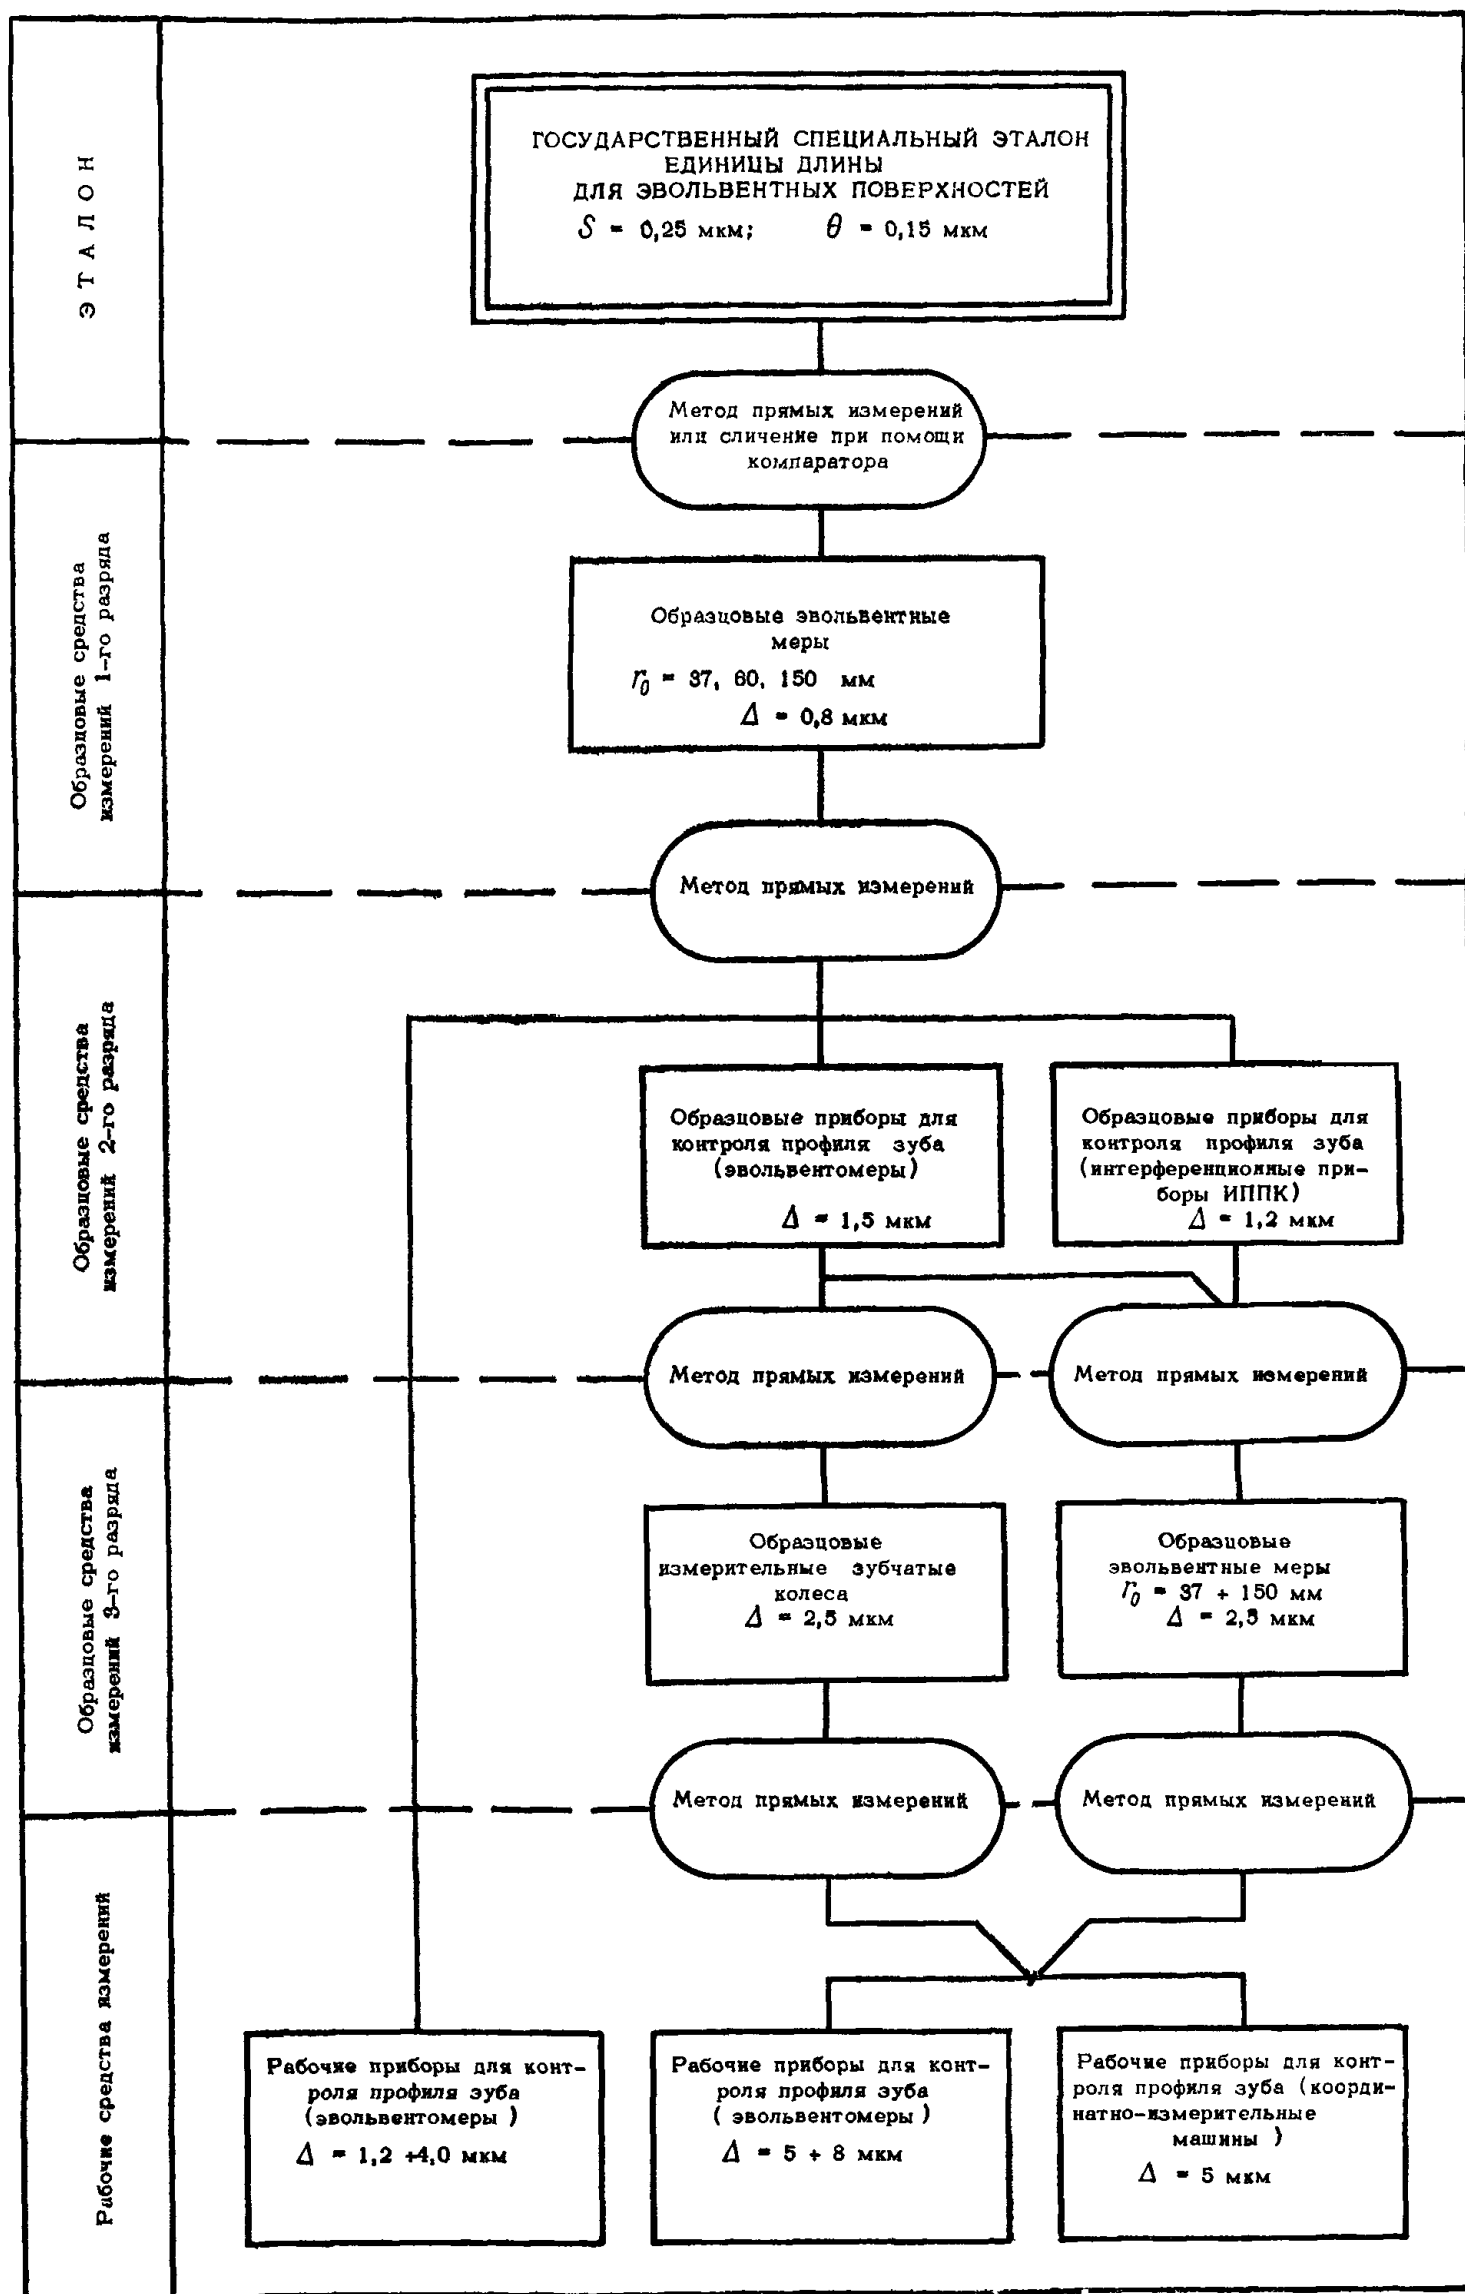 ЭТАЛОН
ГОСУДАРСТВЕННЫЙ СПЕЦИАЛЬНЫЙ ЭТАЛОН
ЕДИНИЦЫ ДЛИНЫ
ДЛЯ ЭВОЛЬВЕНТНЫХ ПОВЕРХНОСТЕЙ
S = 0,25 мкм; θ = 0,15 мкм
Метод прямых измерений
или сличение при помощи
компаратора
Образцовые средства
измерений 1-го разряда
Образцовые эвольвентные
меры
r₀ = 37, 60, 150 мм
Δ = 0,8 мкм
Метод прямых измерений
Образцовые средства
измерений 2-го разряда
Образцовые приборы для
контроля профиля зуба
(эвольвентомеры)
Δ = 1,5 мкм
Образцовые приборы для
контроля профиля зуба
(интерференционные при-
боры ИППК)
Δ = 1,2 мкм
Метод прямых измерений
Метод прямых измерений
Образцовые средства
измерений 3-го разряда
Образцовые
измерительные зубчатые
колеса
Δ = 2,5 мкм
Образцовые
эвольвентные меры
r₀ = 37 + 150 мм
Δ = 2,5 мкм
Метод прямых измерений
Метод прямых измерений
Рабочие средства измерений
Рабочие приборы для конт-
роля профиля зуба
(эвольвентомеры )
Δ = 1,2 +4,0 мкм
Рабочие приборы для конт-
роля профиля зуба
( эвольвентомеры )
Δ = 5 + 8 мкм
Рабочие приборы для конт-
роля профиля зуба (коорди-
натно-измерительные
машины )
Δ = 5 мкм